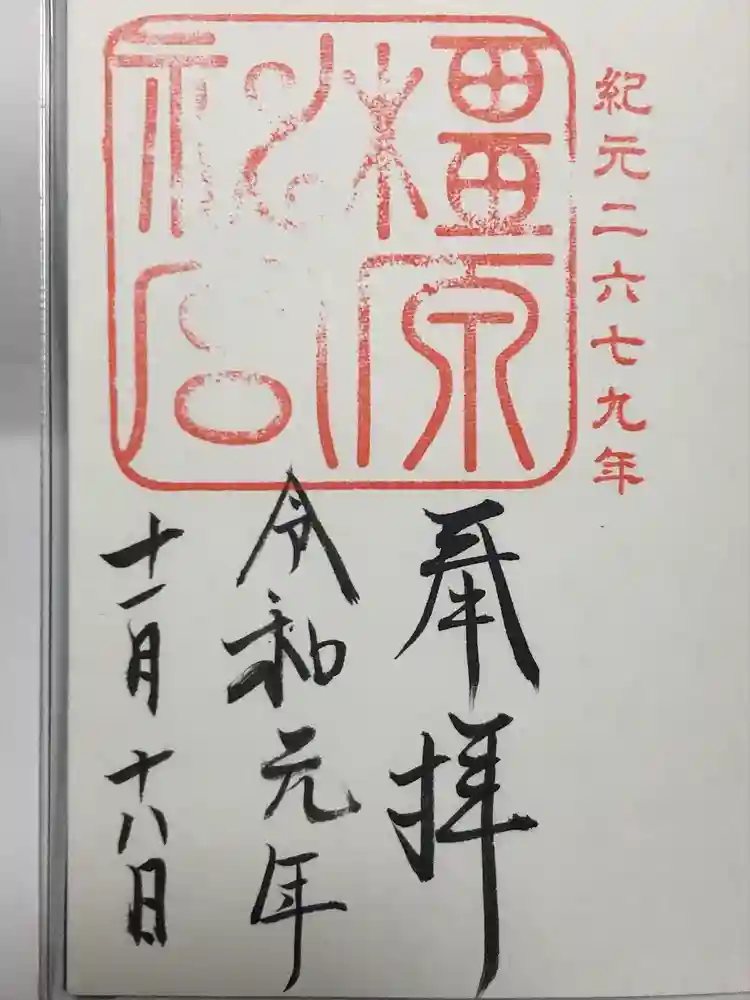 紀元二六七九年
橿原
神宮
奉拝
令和元年
十一月十八日